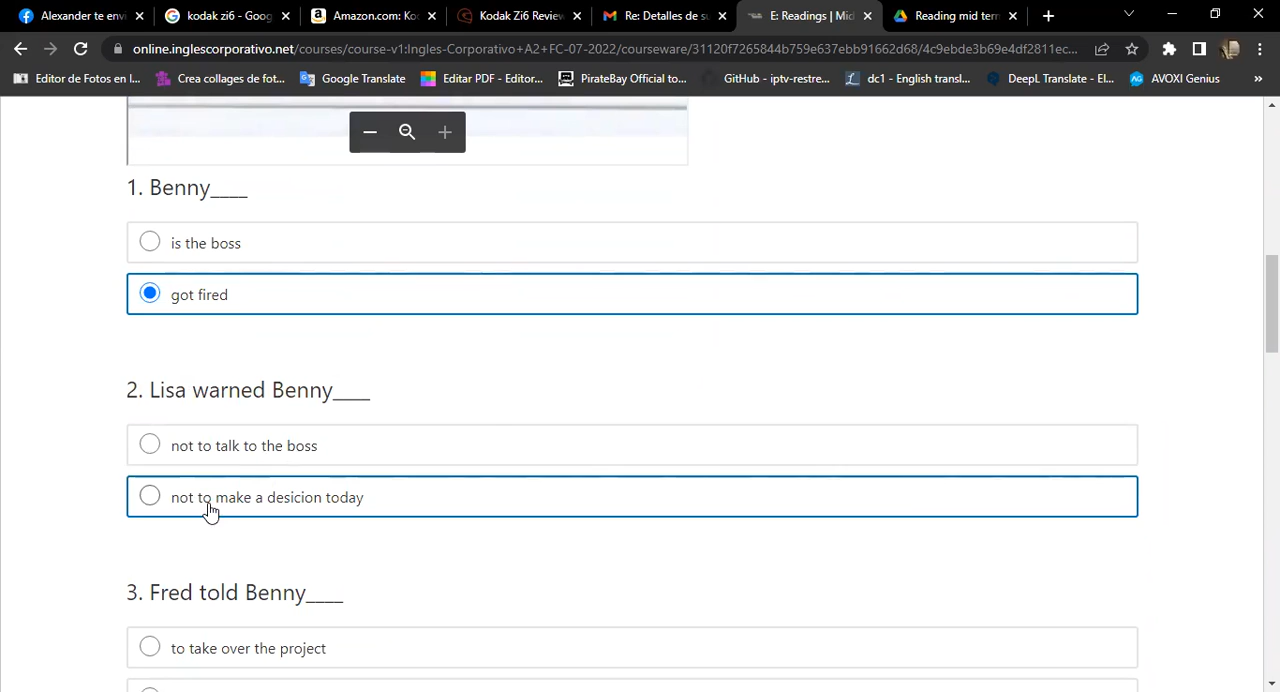 Alexander te envi
kodak zi6 - Goog
Amazon.com: Ko
Kodak Zi6 Review
Re: Detalles de su
E: Readings | Mid
Reading mid tern
online.inglescorporativo.net/courses/course-v1:Ingles-Corporativo+A2+FC-07-2022/courseware/31120f7265844b759e637ebb91662d68/4c9ebde3b69e4df2811ec...
Editor de Fotos en l...
Crea collages de fot...
Google Translate
Editar PDF - Editor...
PirateBay Official to...
GitHub - iptv-restre...
dc1 - English transl...
DeepL Translate - El...
AVOXI Genius
1. Benny____
is the boss
got fired
2. Lisa warned Benny____
not to talk to the boss
not to make a desicion today
3. Fred told Benny____
to take over the project